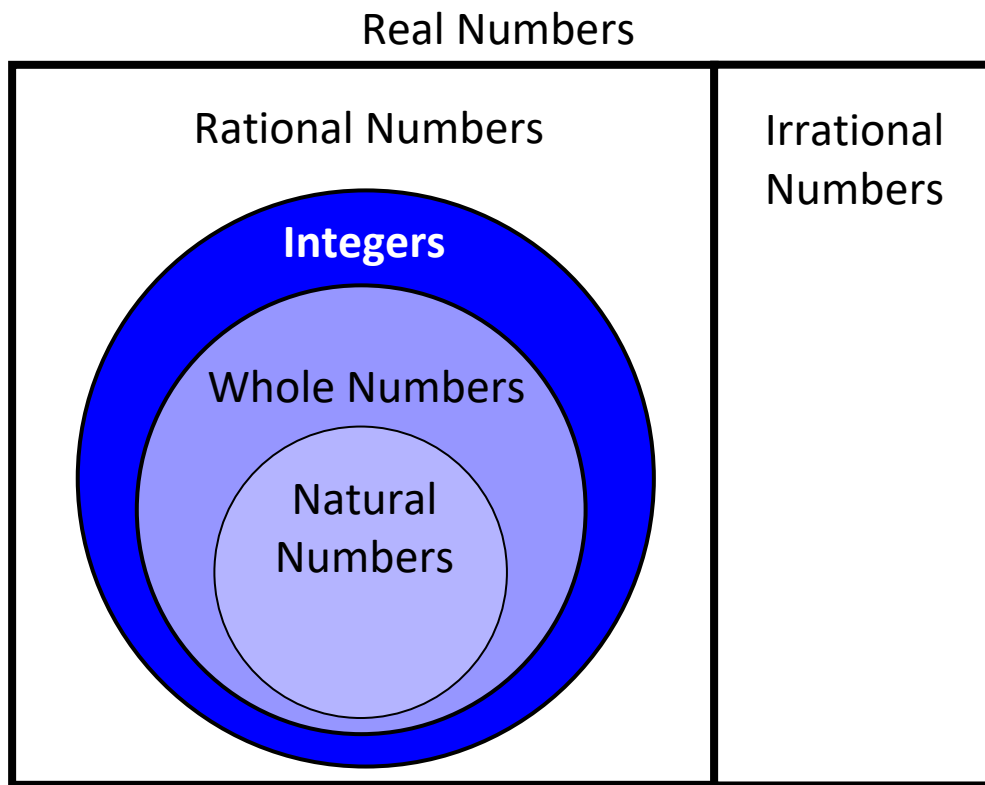 Real Numbers
Rational Numbers
Irrational
Numbers
Integers
Whole Numbers
Natural
Numbers